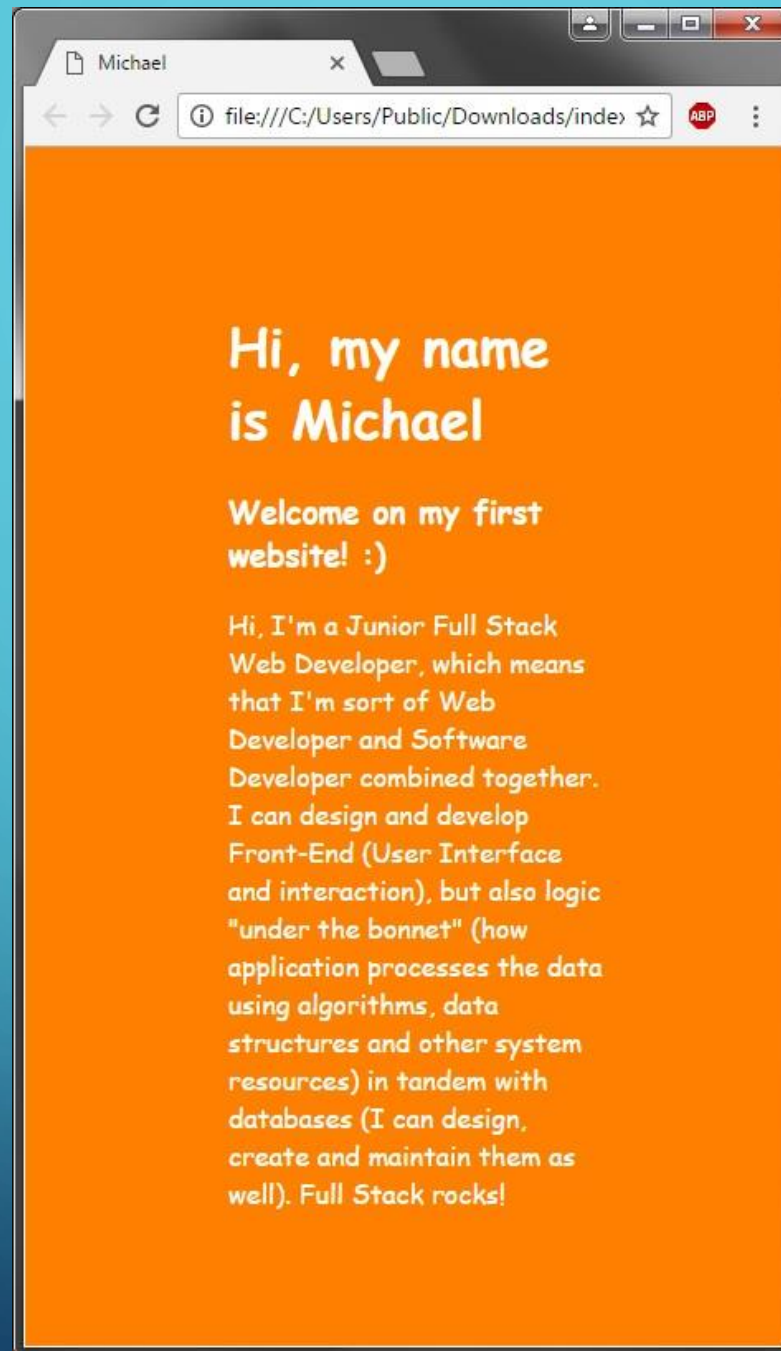 Michael
file:///C:/Users/Public/Downloads/index
ABP
Hi, my name
is Michael
Welcome on my first
website! :)
Hi, I'm a Junior Full Stack
Web Developer, which means
that I'm sort of Web
Developer and Software
Developer combined together.
I can design and develop
Front-End (User Interface
and interaction), but also logic
"under the bonnet" (how
application processes the data
using algorithms, data
structures and other system
resources) in tandem with
databases (I can design,
create and maintain them as
well). Full Stack rocks!